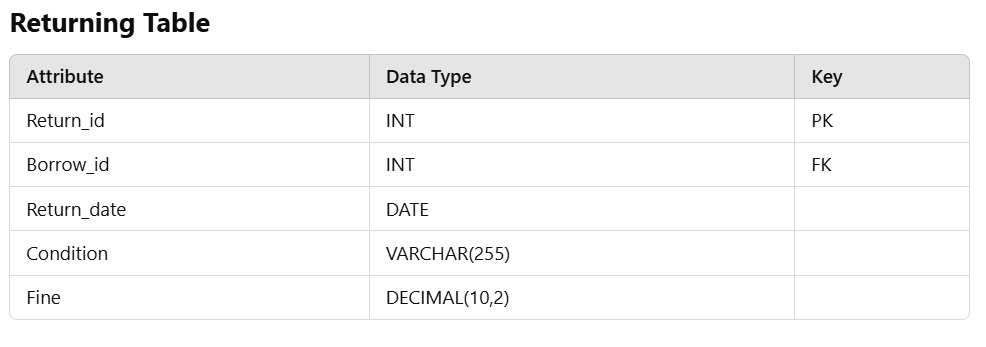 Returning Table
Attribute Data Type Key
Return_id INT PK
Borrow_id INT FK
Return_date DATE
Condition VARCHAR(255)
Fine DECIMAL(10,2)